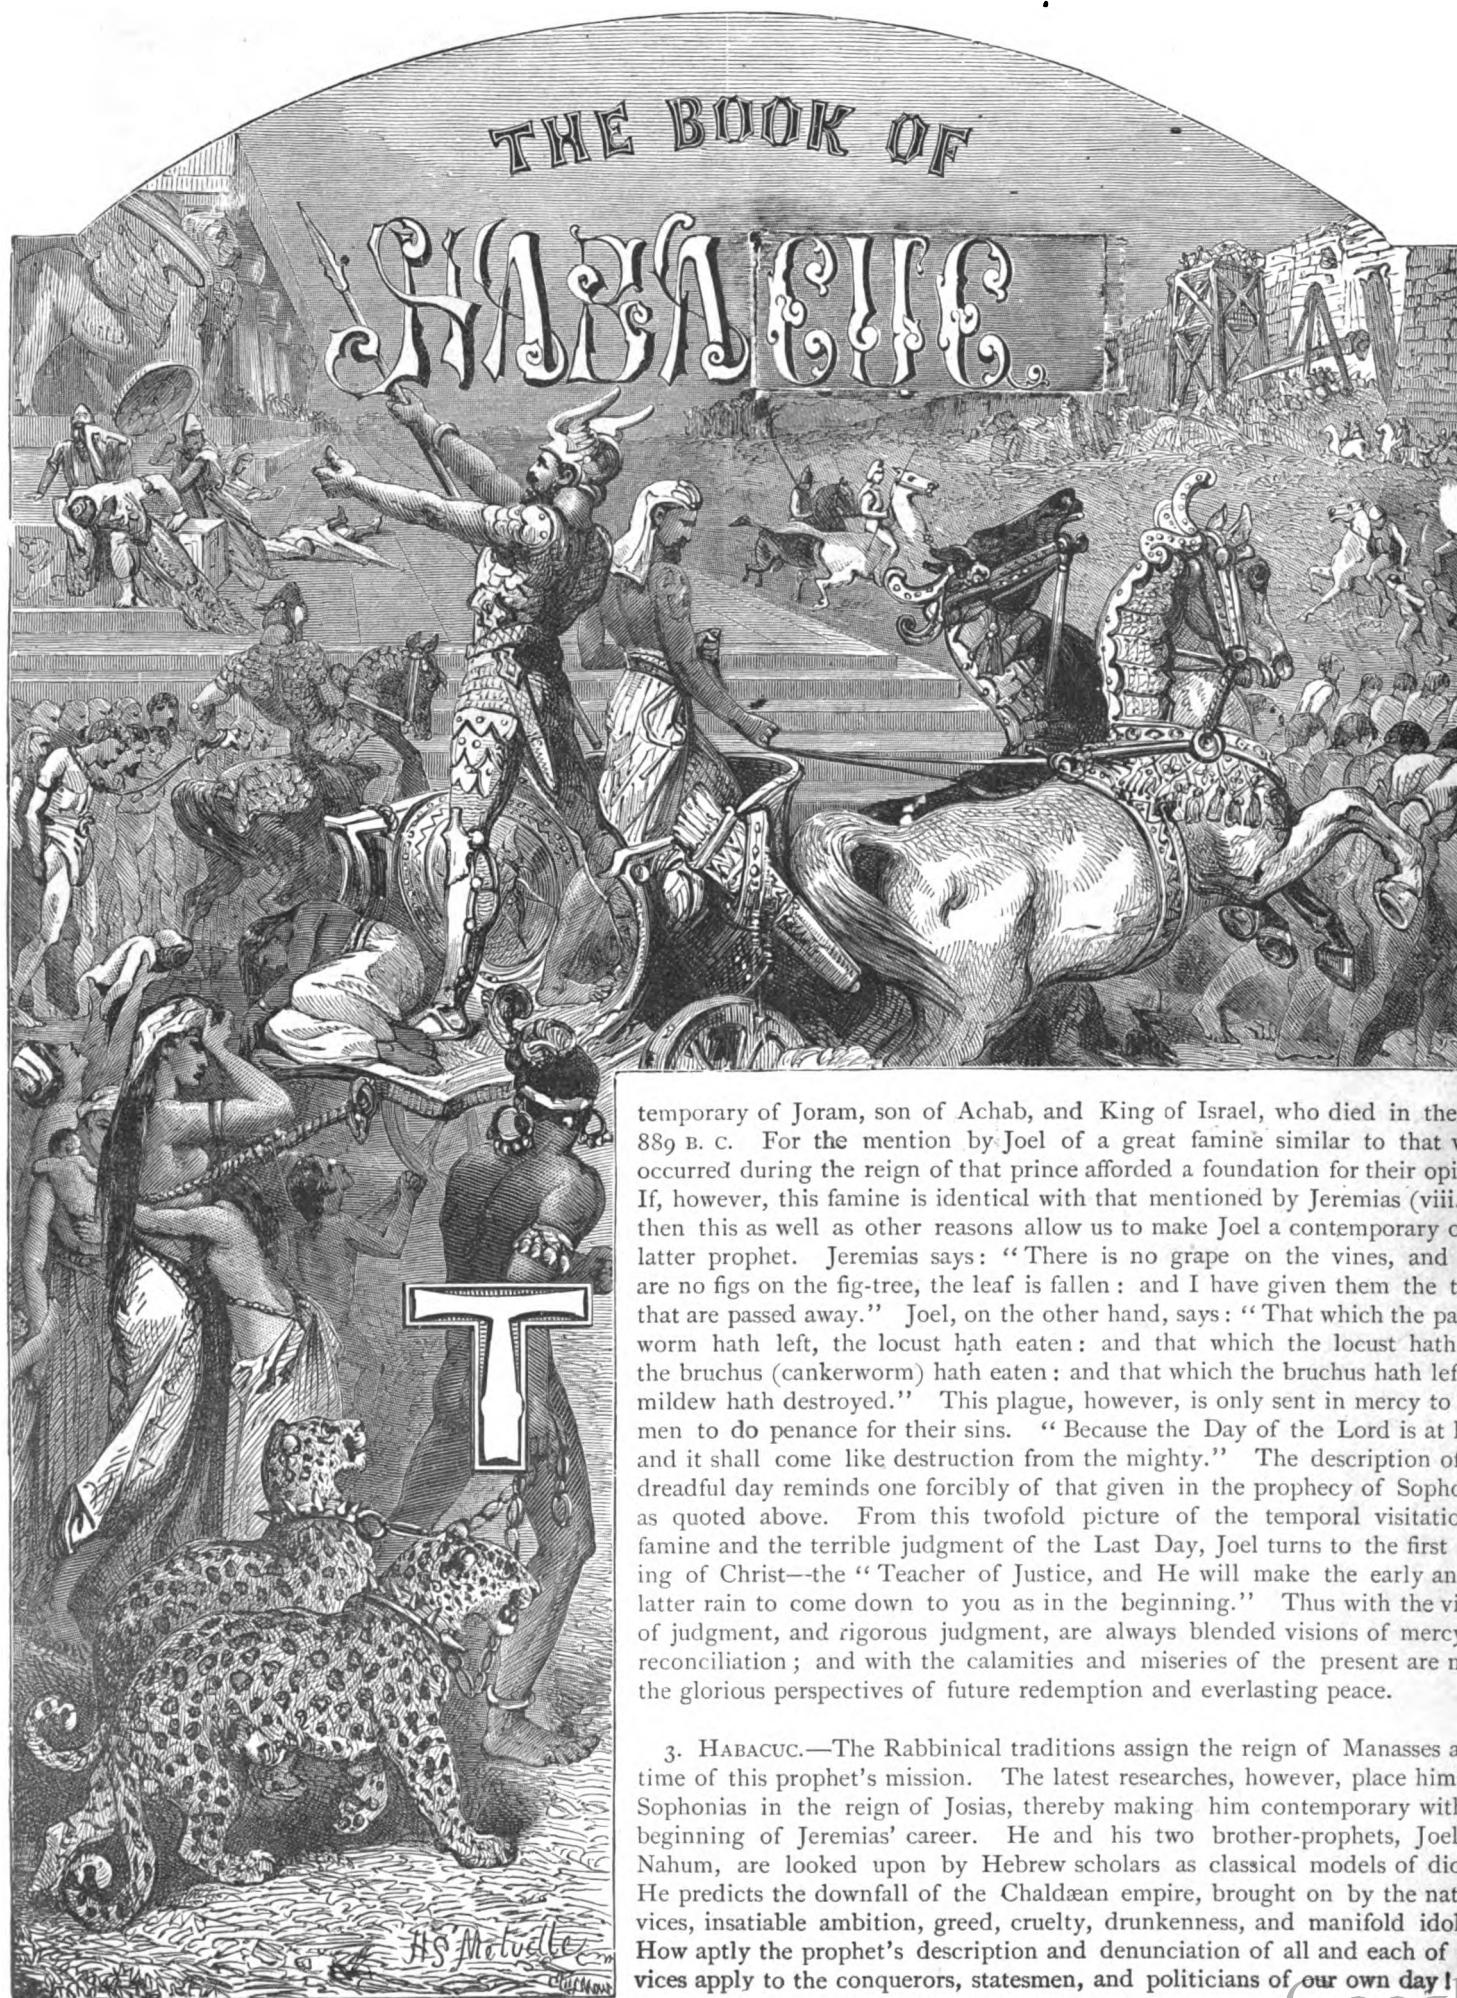 THE BOOK OF
HABACUC
T
temporary of Joram, son of Achab, and King of Israel, who died in the
889 B. C. For the mention by Joel of a great famine similar to that
occurred during the reign of that prince afforded a foundation for their
If, however, this famine is identical with that mentioned by Jeremias (viii.
then this as well as other reasons allow us to make Joel a contemporary
latter prophet. Jeremias says: “There is no grape on the vines, and
are no figs on the fig-tree, the leaf is fallen: and I have given them the
that are passed away.” Joel, on the other hand, says: “That which the
worm hath left, the locust hath eaten: and that which the locust hath
the bruchus (cankerworm) hath eaten: and that which the bruchus hath
mildew hath destroyed.” This plague, however, is only sent in mercy to
men to do penance for their sins. “Because the Day of the Lord is at
and it shall come like destruction from the mighty.” The description
dreadful day reminds one forcibly of that given in the prophecy of
as quoted above. From this twofold picture of the temporal
famine and the terrible judgment of the Last Day, Joel turns to the first
ing of Christ—the “Teacher of Justice, and He will make the early
latter rain to come down to you as in the beginning.” Thus with the
of judgment, and rigorous judgment, are always blended visions of mercy
reconciliation; and with the calamities and miseries of the present are
the glorious perspectives of future redemption and everlasting peace.
3. HABACUC.—The Rabbinical traditions assign the reign of Manasses
time of this prophet's mission. The latest researches, however, place him
Sophonias in the reign of Josias, thereby making him contemporary
beginning of Jeremias' career. He and his two brother-prophets, Joel
Nahum, are looked upon by Hebrew scholars as classical models of
He predicts the downfall of the Chaldæan empire, brought on by the
vices, insatiable ambition, greed, cruelty, drunkenness, and manifold
How aptly the prophet's description and denunciation of all and each of
vices apply to the conquerors, statesmen, and politicians of our own day!